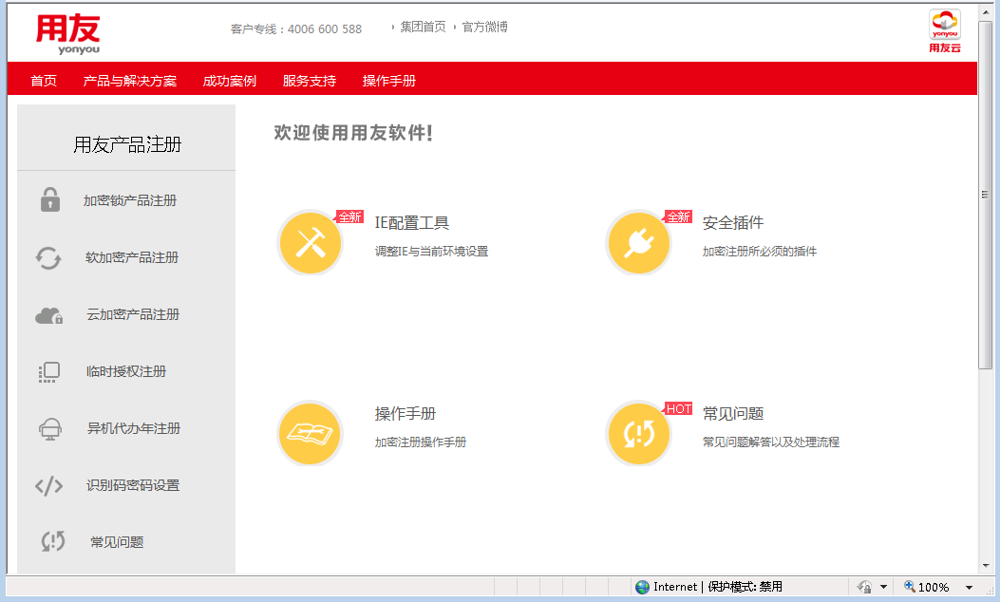 用友
yonyou
客户专线：4006 600 588
集团首页 官方微博
yonyou
用友云
首页 产品与解决方案 成功案例 服务支持 操作手册
用友产品注册
加密锁产品注册
软加密产品注册
云加密产品注册
临时授权注册
异机代办年注册
识别码密码设置
常见问题
欢迎使用用友软件!
全新
IE配置工具
调整IE与当前环境设置
全新
安全插件
加密注册所必须的插件
操作手册
加密注册操作手册
HOT
常见问题
常见问题解答以及处理流程
Internet | 保护模式: 禁用
100%